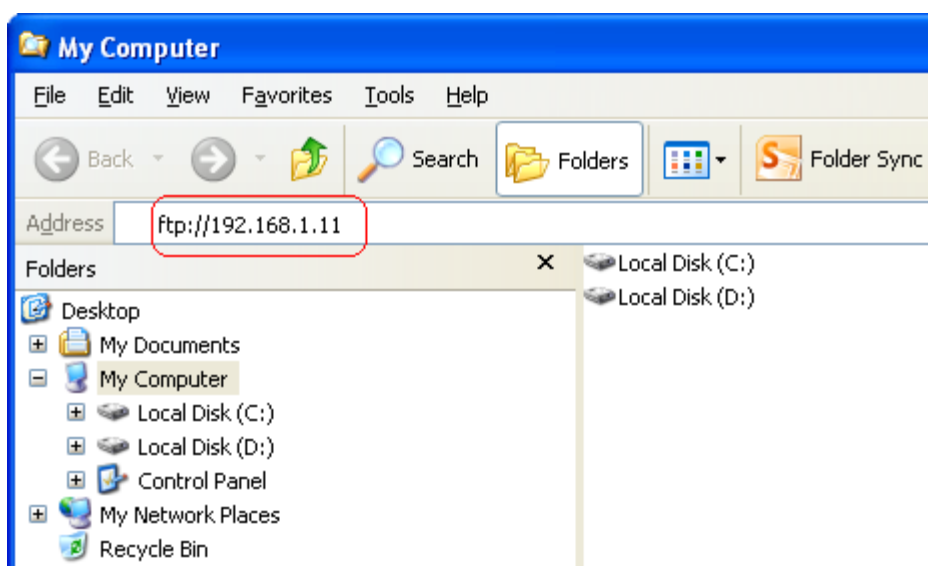 My Computer
File Edit View Favorites Tools Help
Back Search Folders Folder Sync
Address ftp://192.168.1.11
Folders
Local Disk (C:)
Local Disk (D:)
Desktop
My Documents
My Computer
Local Disk (C:)
Local Disk (D:)
Control Panel
My Network Places
Recycle Bin